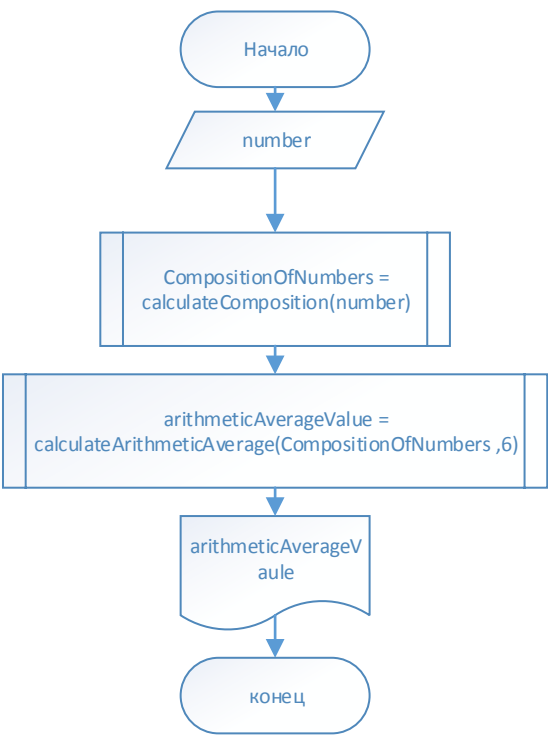 Начало
number
CompositionOfNumbers =
calculateComposition(number)
arithmeticAverageValue =
calculateArithmeticAverage(CompositionOfNumbers ,6)
arithmeticAverageV
aule
конец